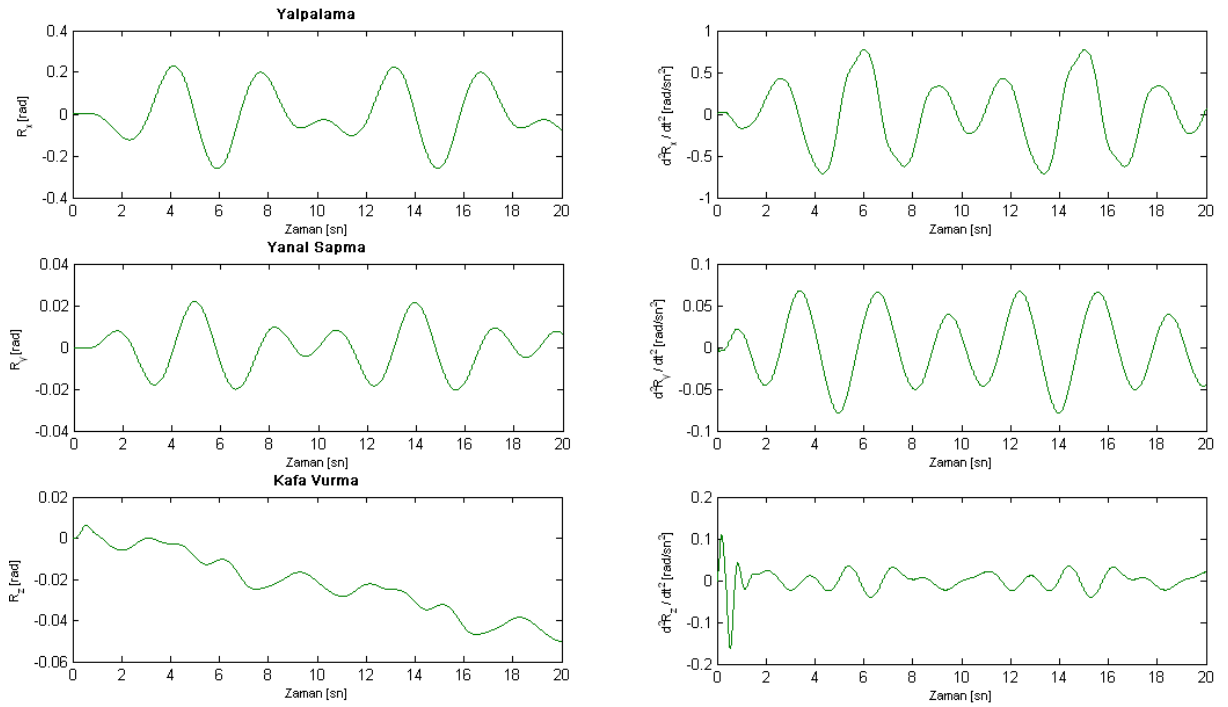 Yalpalama
R_x [rad]
0.4
0.2
0
-0.2
-0.4
0 2 4 6 8 10 12 14 16 18 20
Zaman [sn]
d²R_x / dt² [rad/sn²]
1
0.5
0
-0.5
-1
0 2 4 6 8 10 12 14 16 18 20
Zaman [sn]
Yanal Sapma
R_y [rad]
0.04
0.02
0
-0.02
-0.04
0 2 4 6 8 10 12 14 16 18 20
Zaman [sn]
d²R_y / dt² [rad/sn²]
0.1
0.05
0
-0.05
-0.1
0 2 4 6 8 10 12 14 16 18 20
Zaman [sn]
Kafa Vurma
R_z [rad]
0.02
0
-0.02
-0.04
-0.06
0 2 4 6 8 10 12 14 16 18 20
Zaman [sn]
d²R_z / dt² [rad/sn²]
0.2
0.1
0
-0.1
-0.2
0 2 4 6 8 10 12 14 16 18 20
Zaman [sn]